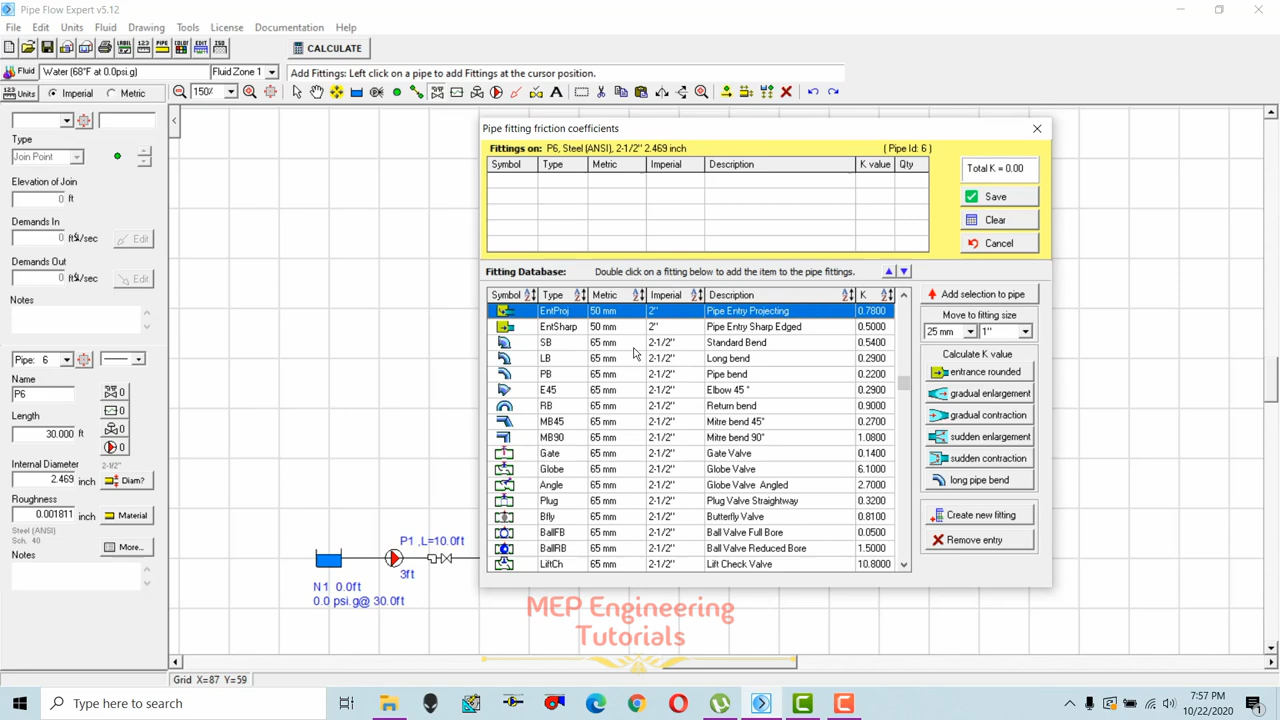 Pipe Flow Expert v5.12
File Edit Units Fluid Drawing Tools License Documentation Help
CALCULATE
Fluid Water (68°F at 0.0psi.g) Fluid Zone 1 Add Fittings: Left click on a pipe to add Fittings at the cursor position.
Units Imperial Metric 150%
Type
Join Point
Elevation of Join
0 ft
Demands In
0 ft³/sec Edit
Demands Out
0 ft³/sec Edit
Notes
Pipe: 6
Name
P6
0
Length
0
30.000 ft
0
Internal Diameter
0
2-1/2"
2.469 inch Diam?
Roughness
0.001811 inch Material
Steel (ANSI)
Sch. 40
More...
Notes
Pipe fitting friction coefficients
Fittings on: P6, Steel (ANSI), 2-1/2" 2.469 inch ( Pipe Id: 6 )
Symbol Type Metric Imperial Description K value Qty
Total K = 0.00
Save
Clear
Cancel
Fitting Database: Double click on a fitting below to add the item to the pipe fittings.
Symbol Type Metric Imperial Description K
EntProj 50 mm 2" Pipe Entry Projecting 0.7800
EntSharp 50 mm 2" Pipe Entry Sharp Edged 0.5000
SB 65 mm 2-1/2" Standard Bend 0.5400
LB 65 mm 2-1/2" Long bend 0.2900
PB 65 mm 2-1/2" Pipe bend 0.2200
E45 65 mm 2-1/2" Elbow 45 ° 0.2900
RB 65 mm 2-1/2" Return bend 0.9000
MB45 65 mm 2-1/2" Mitre bend 45° 0.2700
MB90 65 mm 2-1/2" Mitre bend 90° 1.0800
Gate 65 mm 2-1/2" Gate Valve 0.1400
Globe 65 mm 2-1/2" Globe Valve 6.1000
Angle 65 mm 2-1/2" Globe Valve Angled 2.7000
Plug 65 mm 2-1/2" Plug Valve Straightway 0.3200
Bfly 65 mm 2-1/2" Butterfly Valve 0.8100
BallFB 65 mm 2-1/2" Ball Valve Full Bore 0.0500
BallRB 65 mm 2-1/2" Ball Valve Reduced Bore 1.5000
LiftCh 65 mm 2-1/2" Lift Check Valve 10.8000
Add selection to pipe
Move to fitting size
25 mm 1"
Calculate K value
entrance rounded
gradual enlargement
gradual contraction
sudden enlargement
sudden contraction
long pipe bend
Create new fitting
Remove entry
P1 ,L=10.0ft
3ft
N1 0.0ft
0.0 psi.g@ 30.0ft
MEP Engineering
Tutorials
Grid X=87 Y=59
Type here to search
7:57 PM
10/22/2020
1